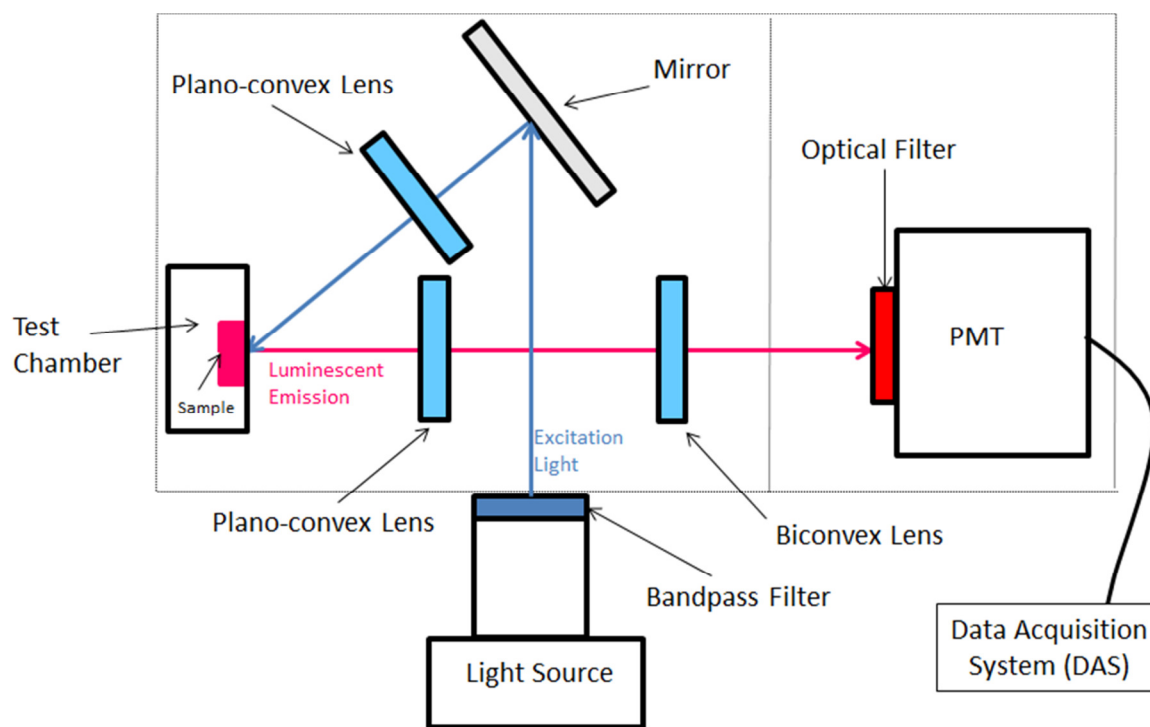 Plano-convex Lens
Mirror
Optical Filter
Test
Chamber
Sample
Luminescent
Emission
PMT
Excitation
Light
Plano-convex Lens
Biconvex Lens
Bandpass Filter
Light Source
Data Acquisition
System (DAS)